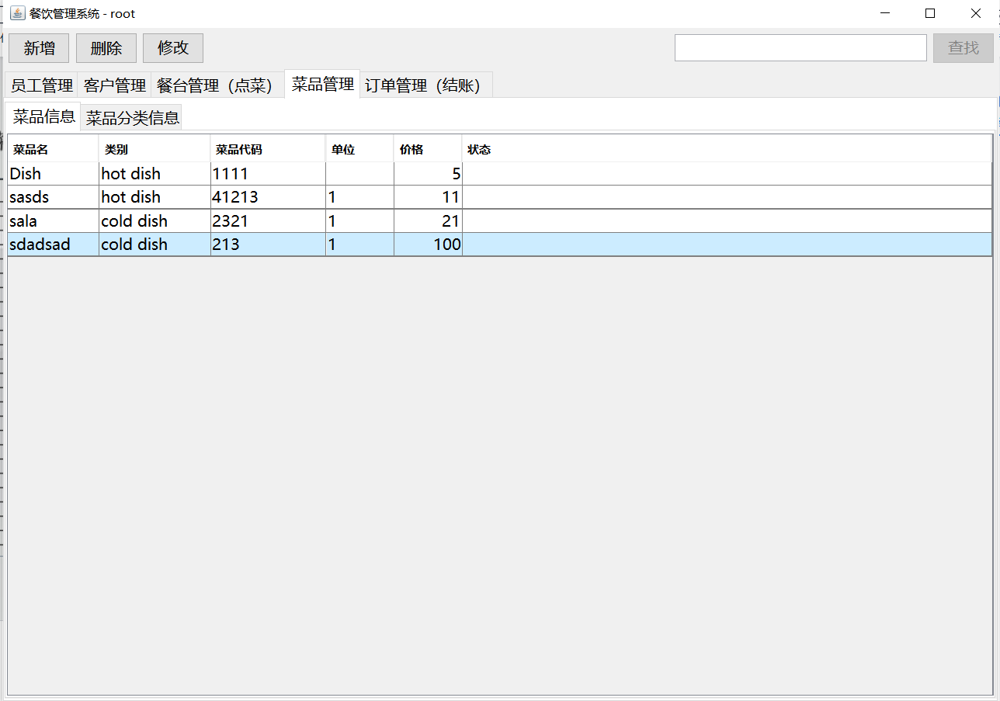 餐饮管理系统 - root
新增 删除 修改 查找
员工管理 客户管理 餐台管理（点菜） 菜品管理 订单管理（结账）
菜品信息 菜品分类信息
菜品名 类别 菜品代码 单位 价格 状态
Dish hot dish 1111 5
sasds hot dish 41213 1 11
sala cold dish 2321 1 21
sdadsad cold dish 213 1 100